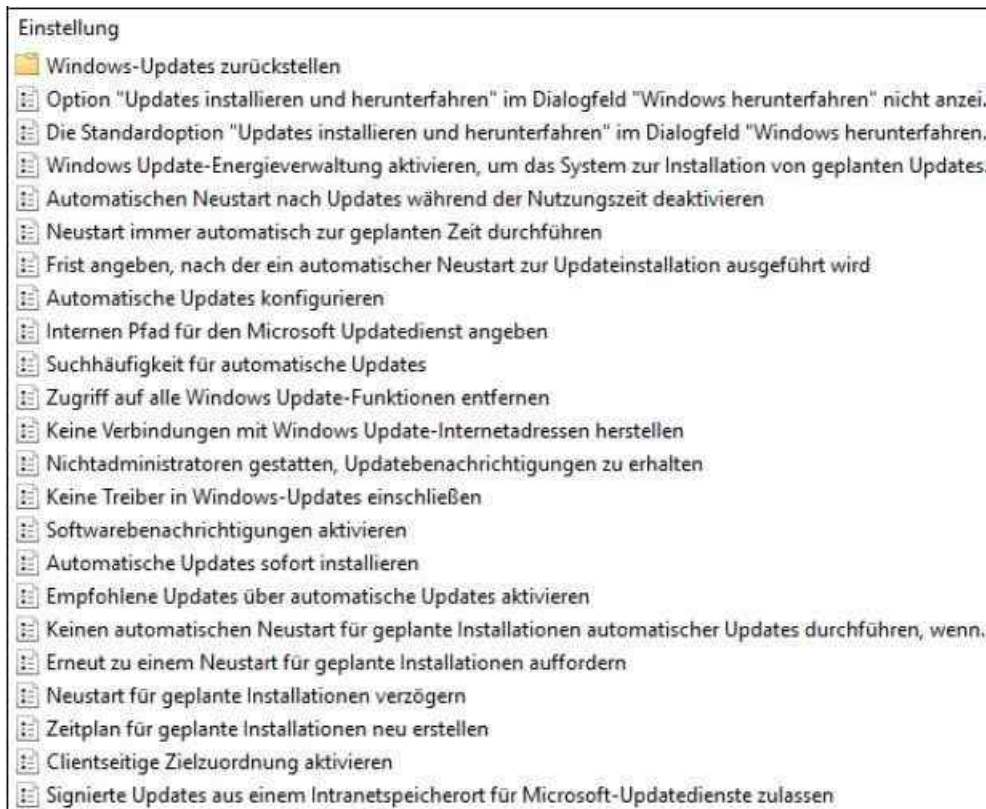 Einstellung
Windows-Updates zurückstellen
Option "Updates installieren und herunterfahren" im Dialogfeld "Windows herunterfahren" nicht anzei.
Die Standardoption "Updates installieren und herunterfahren" im Dialogfeld "Windows herunterfahren.
Windows Update-Energieverwaltung aktivieren, um das System zur Installation von geplanten Updates.
Automatischen Neustart nach Updates während der Nutzungszeit deaktivieren
Neustart immer automatisch zur geplanten Zeit durchführen
Frist angeben, nach der ein automatischer Neustart zur Updateinstallation ausgeführt wird
Automatische Updates konfigurieren
Internen Pfad für den Microsoft Updatedienst angeben
Suchhäufigkeit für automatische Updates
Zugriff auf alle Windows Update-Funktionen entfernen
Keine Verbindungen mit Windows Update-Internetadressen herstellen
Nichtadministratoren gestatten, Updatebenachrichtigungen zu erhalten
Keine Treiber in Windows-Updates einschließen
Softwarebenachrichtigungen aktivieren
Automatische Updates sofort installieren
Empfohlene Updates über automatische Updates aktivieren
Keinen automatischen Neustart für geplante Installationen automatischer Updates durchführen, wenn.
Erneut zu einem Neustart für geplante Installationen auffordern
Neustart für geplante Installationen verzögern
Zeitplan für geplante Installationen neu erstellen
Clientseitige Zielzuordnung aktivieren
Signierte Updates aus einem Intranetspeicherort für Microsoft-Updatedienste zulassen